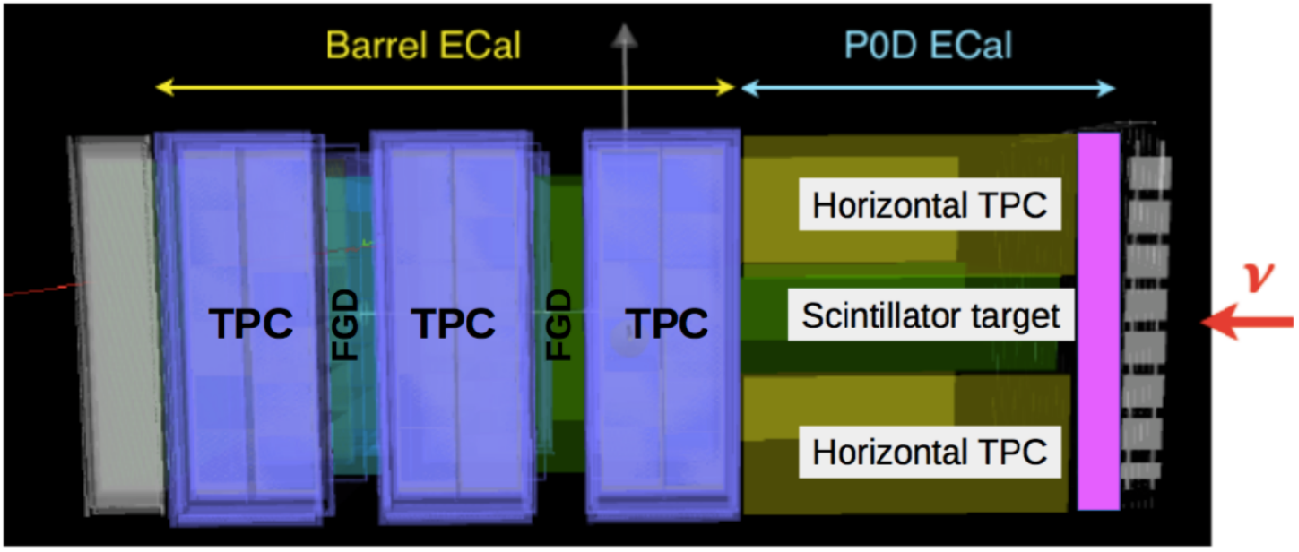 Barrel ECal
P0D ECal
Horizontal TPC
TPC
FGD
TPC
FGD
TPC
Scintillator target
ν
Horizontal TPC